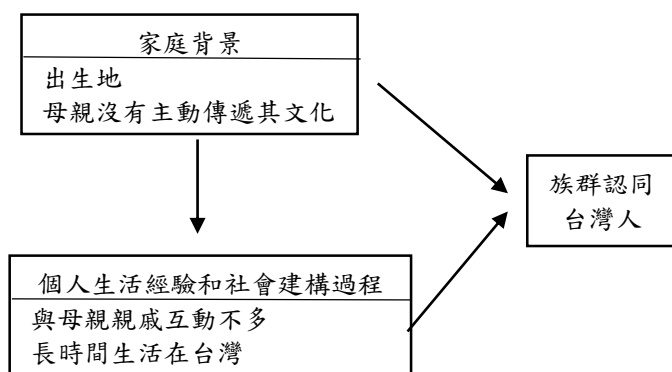 家庭背景
出生地
母親沒有主動傳遞其文化
族群認同
台灣人
個人生活經驗和社會建構過程
與母親親戚互動不多
長時間生活在台灣